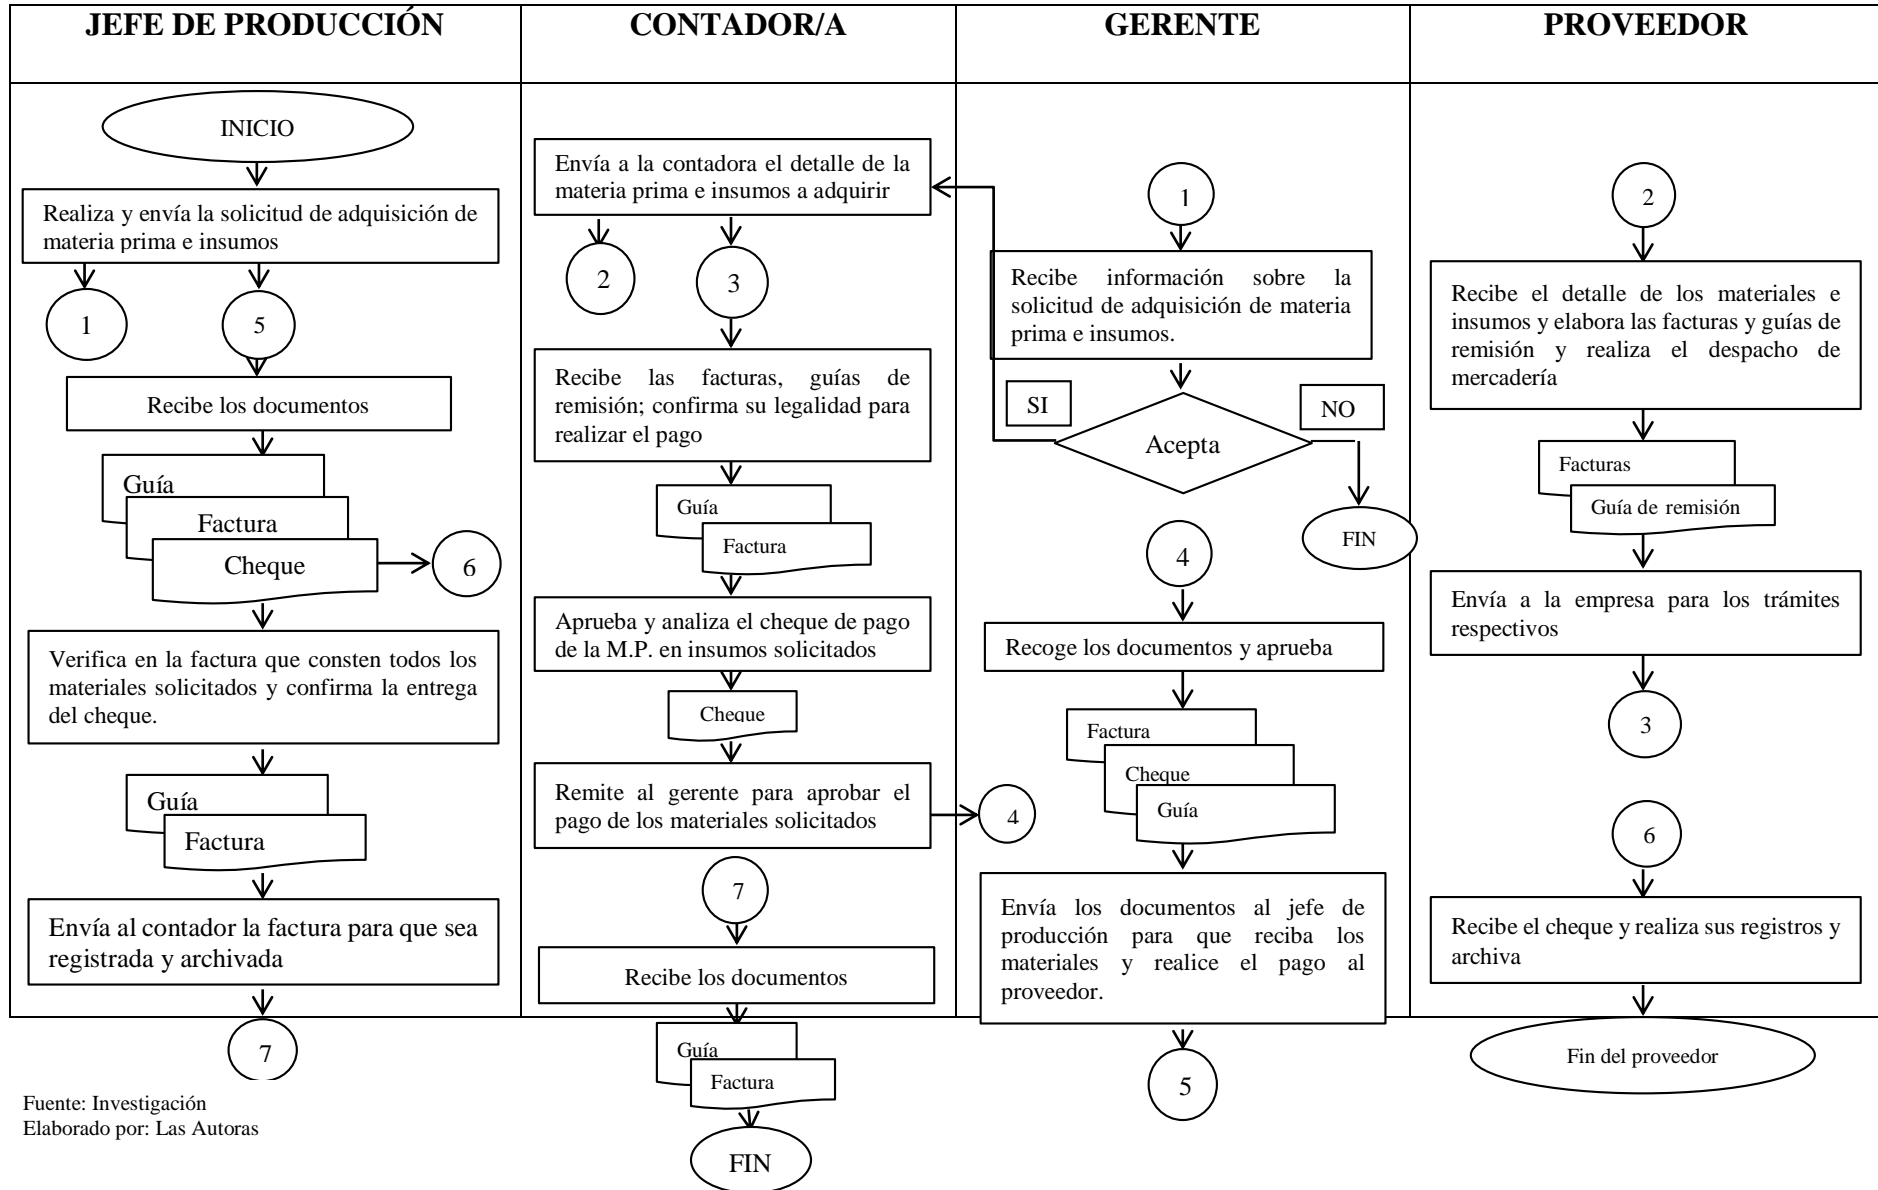 JEFE DE PRODUCCIÓN
CONTADOR/A
GERENTE
PROVEEDOR
INICIO
Realiza y envía la solicitud de adquisición de
materia prima e insumos
1
5
Recibe los documentos
Guía
Factura
Cheque
6
Verifica en la factura que consten todos los
materiales solicitados y confirma la entrega
del cheque.
Guía
Factura
Envía al contador la factura para que sea
registrada y archivada
7
Envía a la contadora el detalle de la
materia prima e insumos a adquirir
2
3
Recibe las facturas, guías de
remisión; confirma su legalidad para
realizar el pago
Guía
Factura
Aprueba y analiza el cheque de pago
de la M.P. en insumos solicitados
Cheque
Remite al gerente para aprobar el
pago de los materiales solicitados
4
7
Recibe los documentos
Guía
Factura
FIN
1
Recibe información sobre la
solicitud de adquisición de materia
prima e insumos.
SI
NO
Acepta
FIN
4
Recoge los documentos y aprueba
Factura
Cheque
Guía
Envía los documentos al jefe de
producción para que reciba los
materiales y realice el pago al
proveedor.
5
2
Recibe el detalle de los materiales e
insumos y elabora las facturas y guías de
remisión y realiza el despacho de
mercadería
Facturas
Guía de remisión
Envía a la empresa para los trámites
respectivos
3
6
Recibe el cheque y realiza sus registros y
archiva
Fin del proveedor
Fuente: Investigación
Elaborado por: Las Autoras